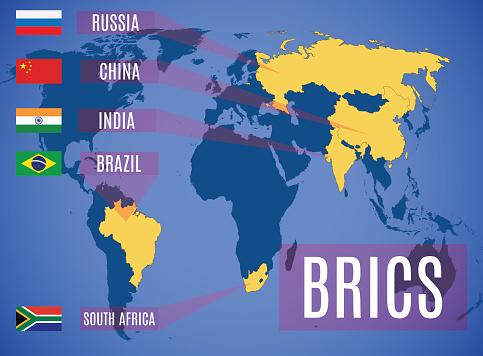 RUSSIA
CHINA
INDIA
BRAZIL
SOUTH AFRICA
BRICS